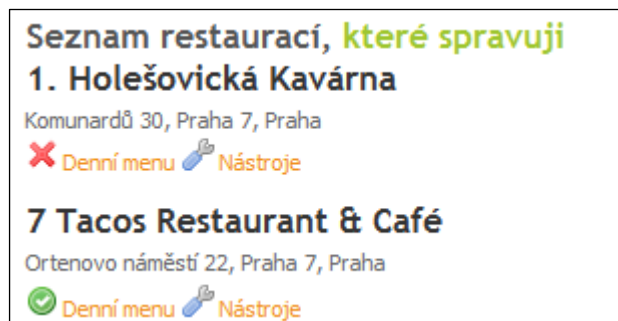 Seznam restaurací, které spravuji
1. Holešovická Kavárna
Komunardů 30, Praha 7, Praha
Denní menu Nástroje
7 Tacos Restaurant & Café
Ortenovo náměstí 22, Praha 7, Praha
Denní menu Nástroje